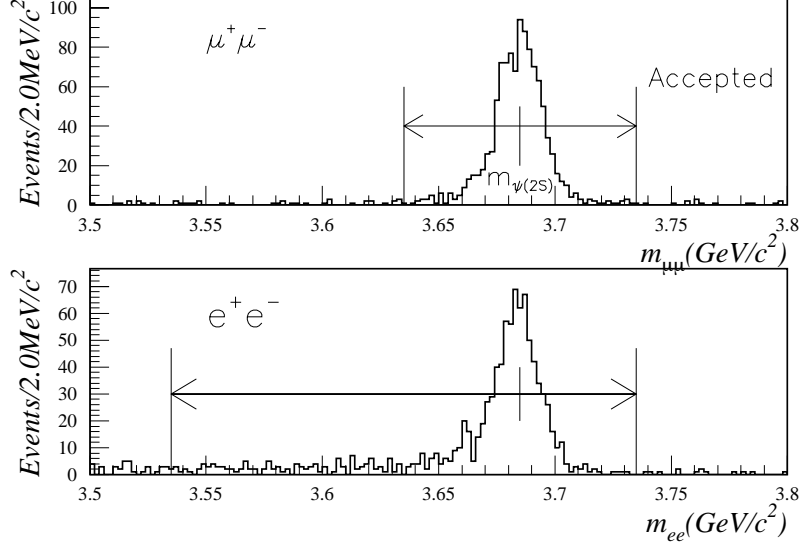 Events/2.0MeV/c²
100
80
60
40
20
0
μ⁺μ⁻
Accepted
m_ψ(2S)
3.5 3.55 3.6 3.65 3.7 3.75 3.8
m_μμ(GeV/c²)
Events/2.0MeV/c²
70
60
50
40
30
20
10
0
e⁺e⁻
3.5 3.55 3.6 3.65 3.7 3.75 3.8
m_ee(GeV/c²)